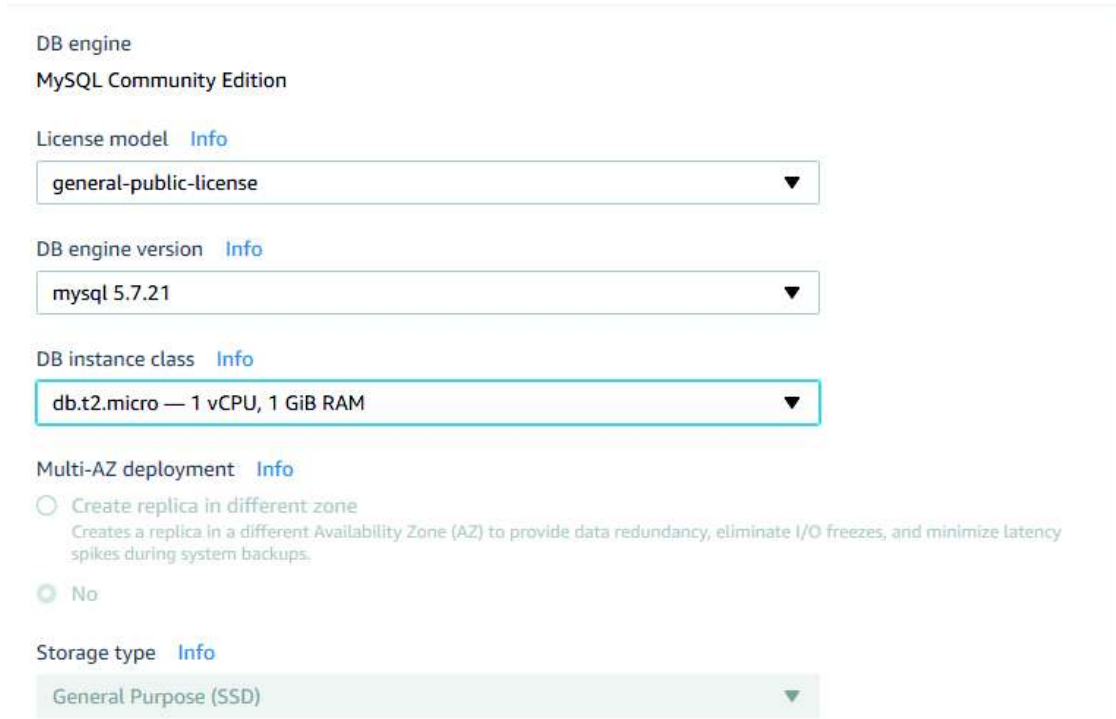 DB engine
MySQL Community Edition
License model Info
general-public-license
DB engine version Info
mysql 5.7.21
DB instance class Info
db.t2.micro — 1 vCPU, 1 GiB RAM
Multi-AZ deployment Info
Create replica in different zone
Creates a replica in a different Availability Zone (AZ) to provide data redundancy, eliminate I/O freezes, and minimize latency
spikes during system backups.
No
Storage type Info
General Purpose (SSD)